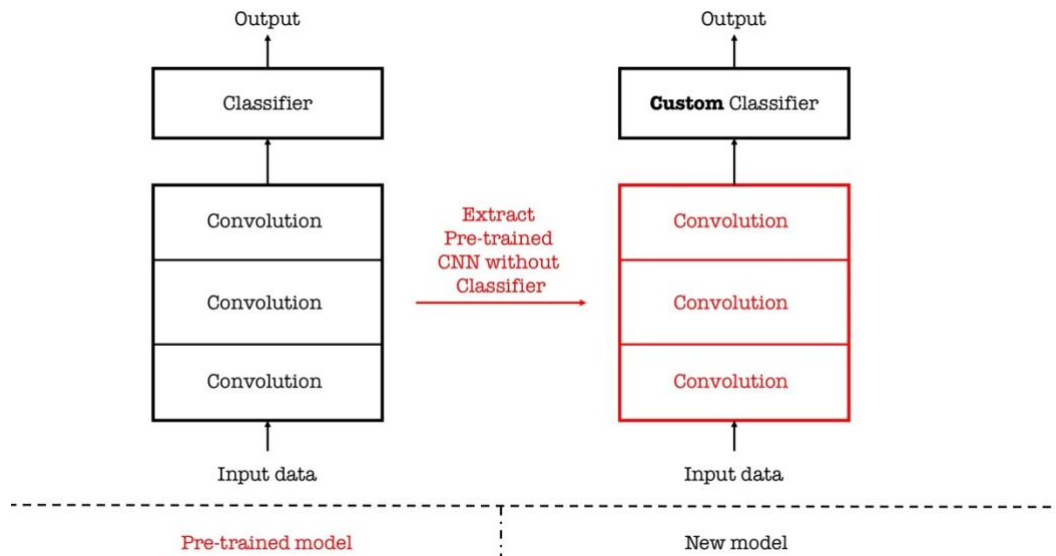 Output
Classifier
Convolution
Convolution
Convolution
Input data
Pre-trained model
Extract
Pre-trained
CNN without
Classifier
Output
Custom Classifier
Convolution
Convolution
Convolution
Input data
New model